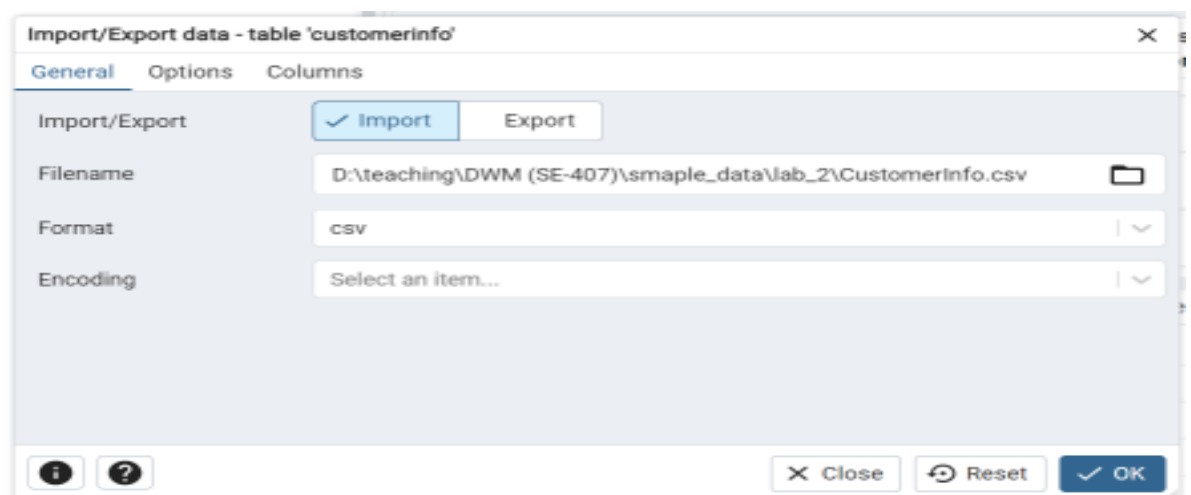 Import/Export data - table 'customerinfo'
General Options Columns
Import/Export Import Export
Filename D:\teaching\DWM (SE-407)\smaple_data\lab_2\CustomerInfo.csv
Format csv
Encoding Select an item...
Close Reset OK